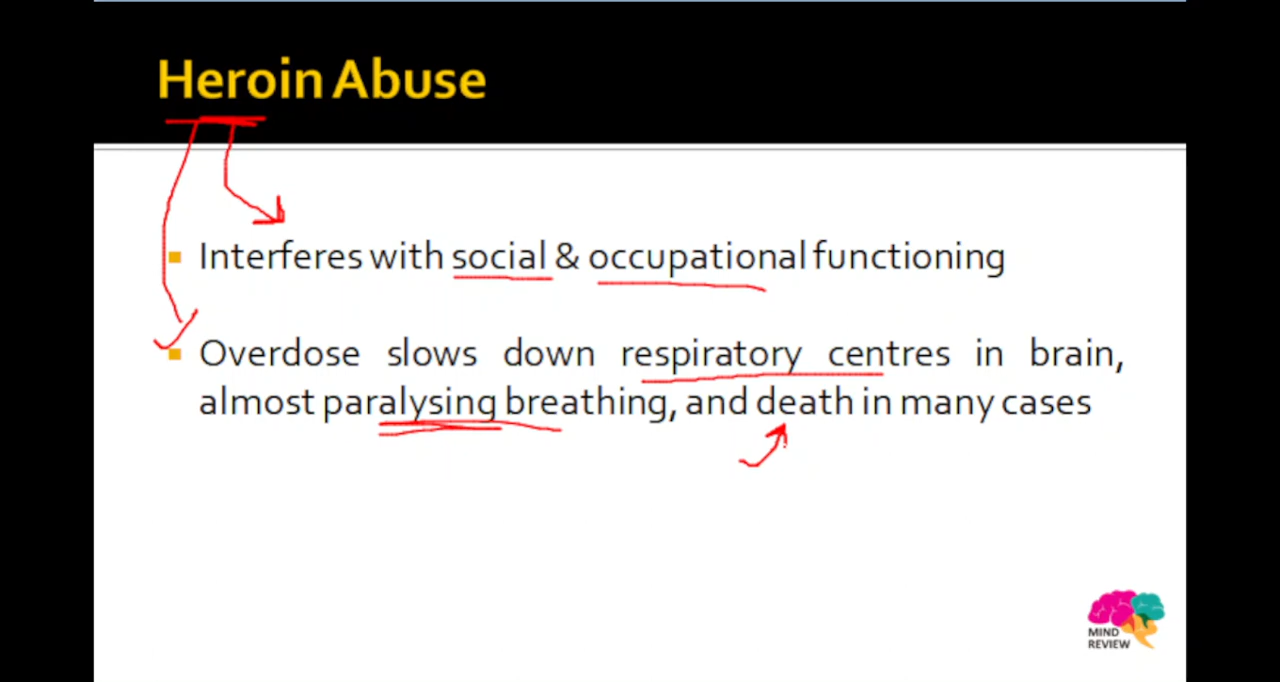 Heroin Abuse
Interferes with social & occupational functioning
Overdose slows down respiratory centres in brain,
almost paralysing breathing, and death in many cases
MIND
REVIEW